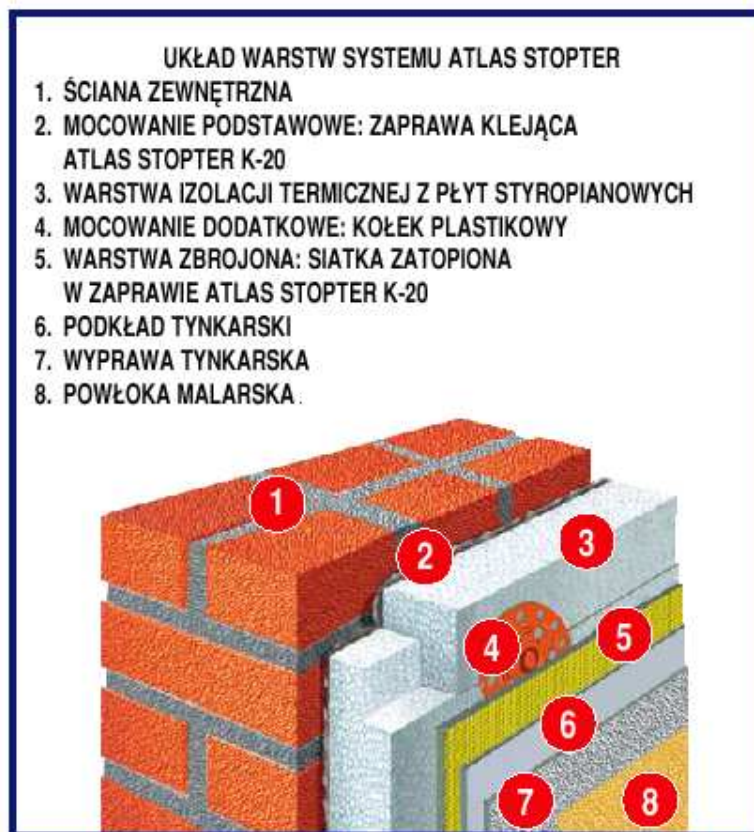 UKŁAD WARSTW SYSTEMU ATLAS STOPTER
1. ŚCIANA ZEWNĘTRZNA
2. MOCOWANIE PODSTAWOWE: ZAPRAWA KLEJĄCA
ATLAS STOPTER K-20
3. WARSTWA IZOLACJI TERMICZNEJ Z PŁYT STYROPIANOWYCH
4. MOCOWANIE DODATKOWE: KOŁEK PLASTIKOWY
5. WARSTWA ZBROJONA: SIATKA ZATOPIONA
W ZAPRAWIE ATLAS STOPTER K-20
6. PODKŁAD TYNKARSKI
7. WYPRAWA TYNKARSKA
8. POWŁOKA MALARSKA .
1
2
3
4
5
6
7
8